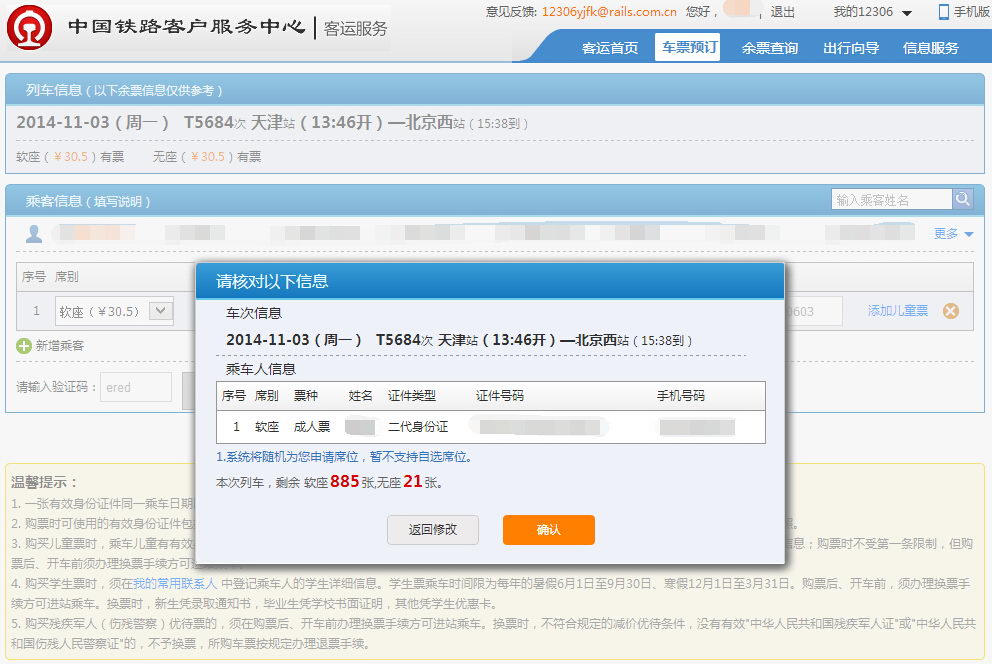 中国铁路客户服务中心 | 客运服务
意见反馈: 12306yjfk@rails.com.cn 您好, | 退出 我的12306 手机版
客运首页 车票预订 余票查询 出行向导 信息服务
列车信息（以下余票信息仅供参考）
2014-11-03（周一） T5684次 天津站（13:46开）—北京西站（15:38到）
软座（￥30.5）有票 无座（￥30.5）有票
乘客信息（填写说明） 输入乘客姓名
更多
序号 席别
1 软座（￥30.5） 0603 添加儿童票
新增乘客
请输入验证码： ered
请核对以下信息
车次信息
2014-11-03（周一） T5684次 天津站（13:46开）—北京西站（15:38到）
乘车人信息
序号 席别 票种 姓名 证件类型 证件号码 手机号码
1 软座 成人票 二代身份证
1.系统将随机为您申请席位，暂不支持自选席位。
本次列车，剩余 软座885张,无座21张。
返回修改 确认
温馨提示：
1. 一张有效身份证件同一乘车日期
2. 购票时可使用的有效身份证件包
3. 购买儿童票时，乘车儿童有有效 信息；购票时不受第一条限制，但购
票后、开车前须办理换票手续方可
4. 购买学生票时，须在我的常用联系人 中登记乘车人的学生详细信息。学生票乘车时间限为每年的暑假6月1日至9月30日、寒假12月1日至3月31日。购票后、开车前，须办理换票手
续方可进站乘车。换票时，新生凭录取通知书，毕业生凭学校书面证明，其他凭学生优惠卡。
5. 购买残疾军人（伤残警察）优待票的，须在购票后、开车前办理换票手续方可进站乘车。换票时，不符合规定的减价优待条件，没有有效"中华人民共和国残疾军人证"或"中华人民共
和国伤残人民警察证"的，不予换票，所购车票按规定办理退票手续。